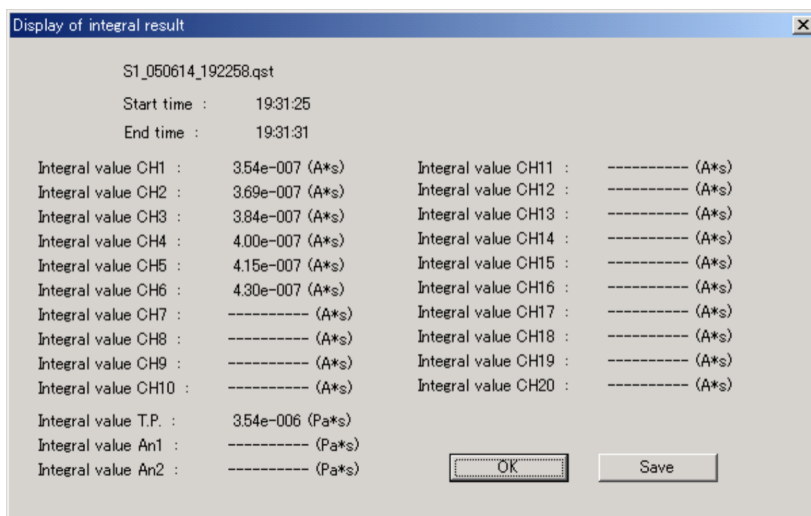 Display of integral result
S1_050614_192258.qst
Start time : 19:31:25
End time : 19:31:31
Integral value CH1 : 3.54e-007 (A*s)
Integral value CH2 : 3.69e-007 (A*s)
Integral value CH3 : 3.84e-007 (A*s)
Integral value CH4 : 4.00e-007 (A*s)
Integral value CH5 : 4.15e-007 (A*s)
Integral value CH6 : 4.30e-007 (A*s)
Integral value CH7 : ---------- (A*s)
Integral value CH8 : ---------- (A*s)
Integral value CH9 : ---------- (A*s)
Integral value CH10 : ---------- (A*s)
Integral value T.P. : 3.54e-006 (Pa*s)
Integral value An1 : ---------- (Pa*s)
Integral value An2 : ---------- (Pa*s)
Integral value CH11 : ---------- (A*s)
Integral value CH12 : ---------- (A*s)
Integral value CH13 : ---------- (A*s)
Integral value CH14 : ---------- (A*s)
Integral value CH15 : ---------- (A*s)
Integral value CH16 : ---------- (A*s)
Integral value CH17 : ---------- (A*s)
Integral value CH18 : ---------- (A*s)
Integral value CH19 : ---------- (A*s)
Integral value CH20 : ---------- (A*s)
OK
Save